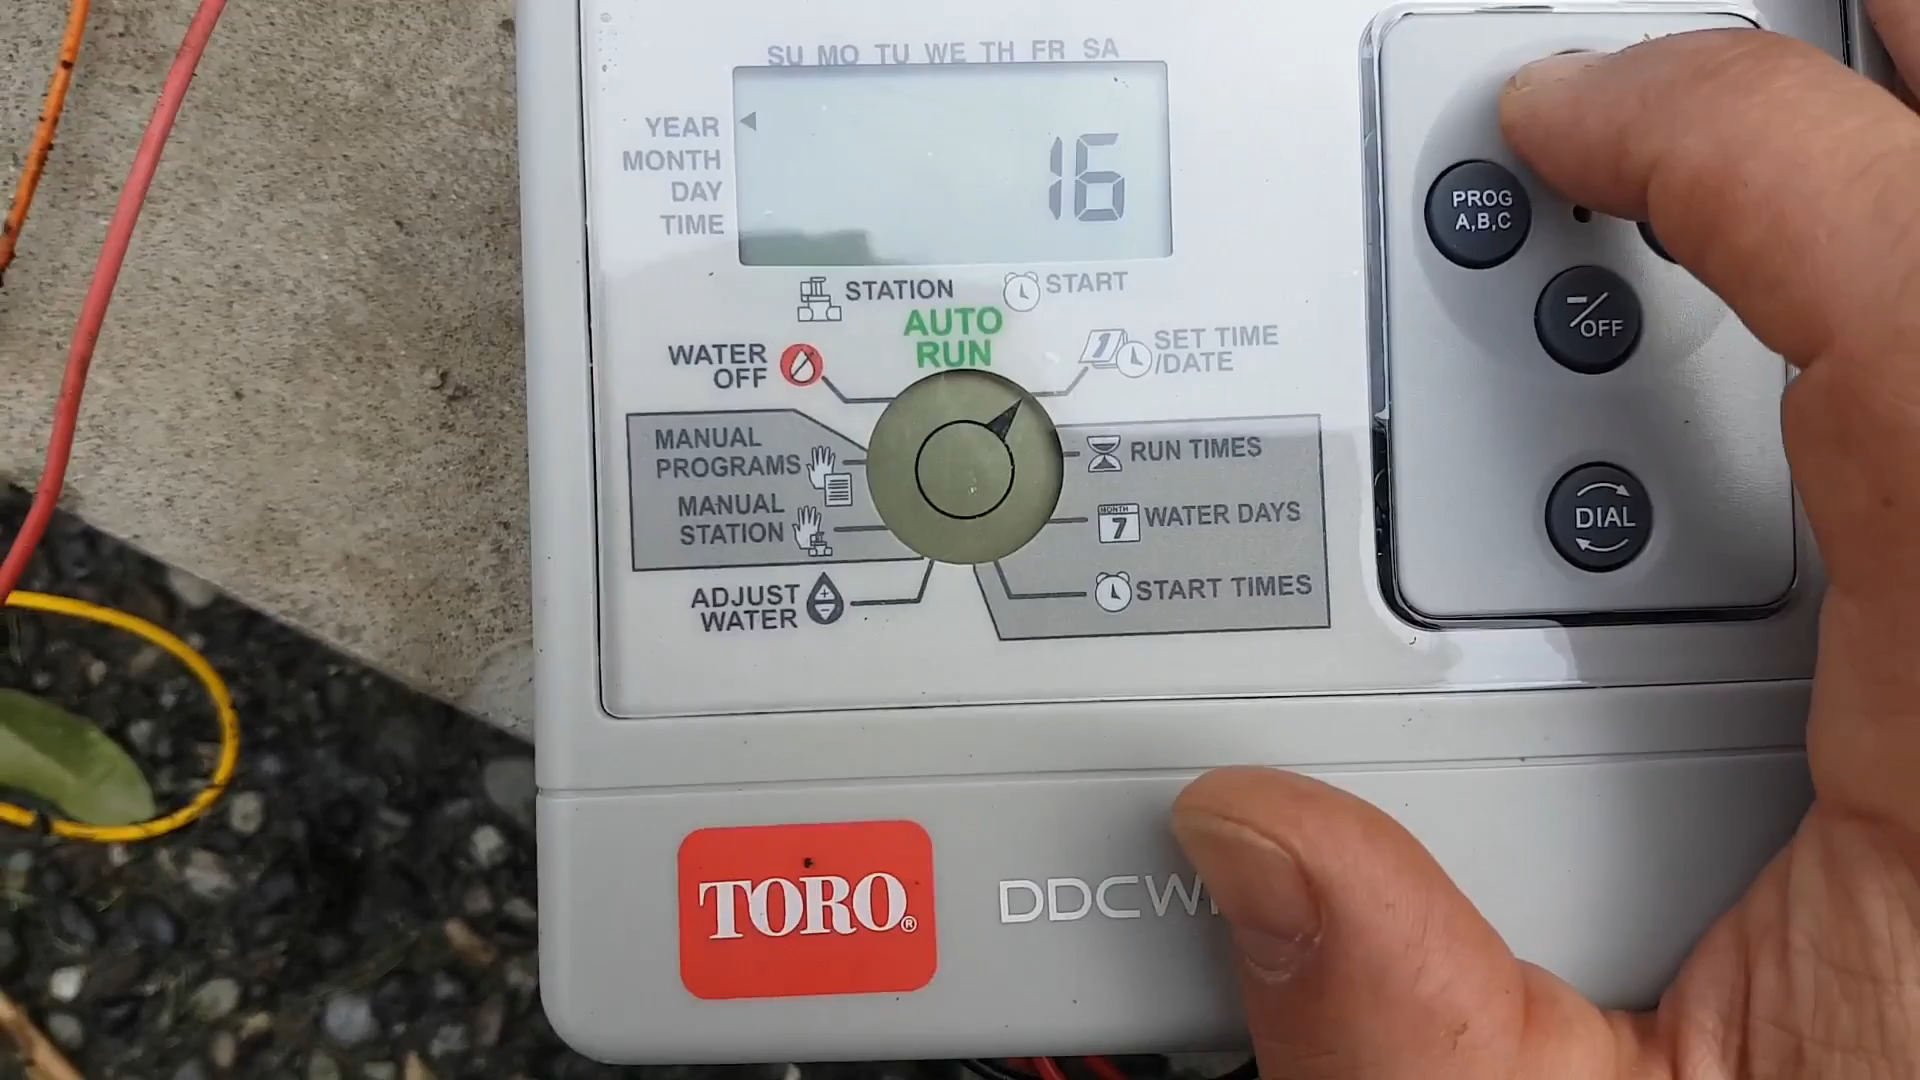 SU MO TU WE TH FR SA
YEAR
MONTH
DAY
TIME
16
STATION
START
AUTO
RUN
WATER
OFF
SET TIME
/DATE
MANUAL
PROGRAMS
MANUAL
STATION
ADJUST
WATER
RUN TIMES
MONTH
7
WATER DAYS
START TIMES
1
PROG
A,B,C
-/OFF
DIAL
TORO®